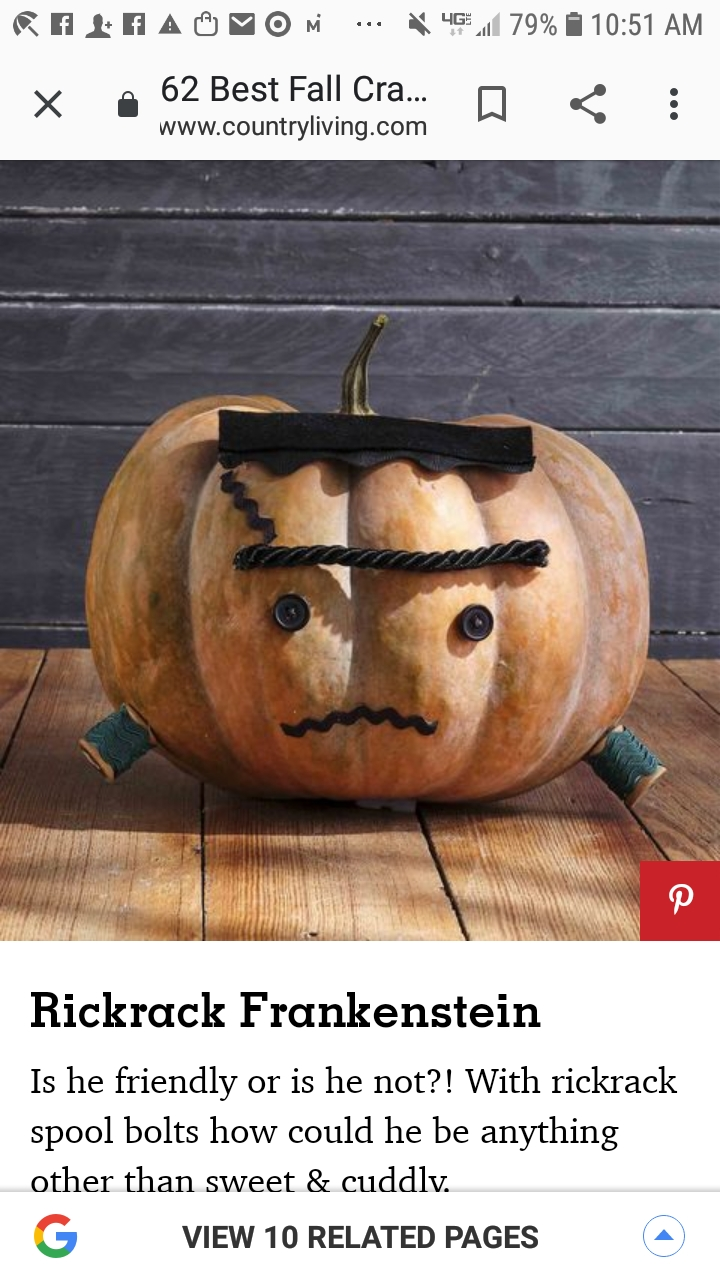 4G LTE 79% 10:51 AM
62 Best Fall Cra...
www.countryliving.com
Rickrack Frankenstein
Is he friendly or is he not?! With rickrack
spool bolts how could he be anything
other than sweet & cuddly.
VIEW 10 RELATED PAGES